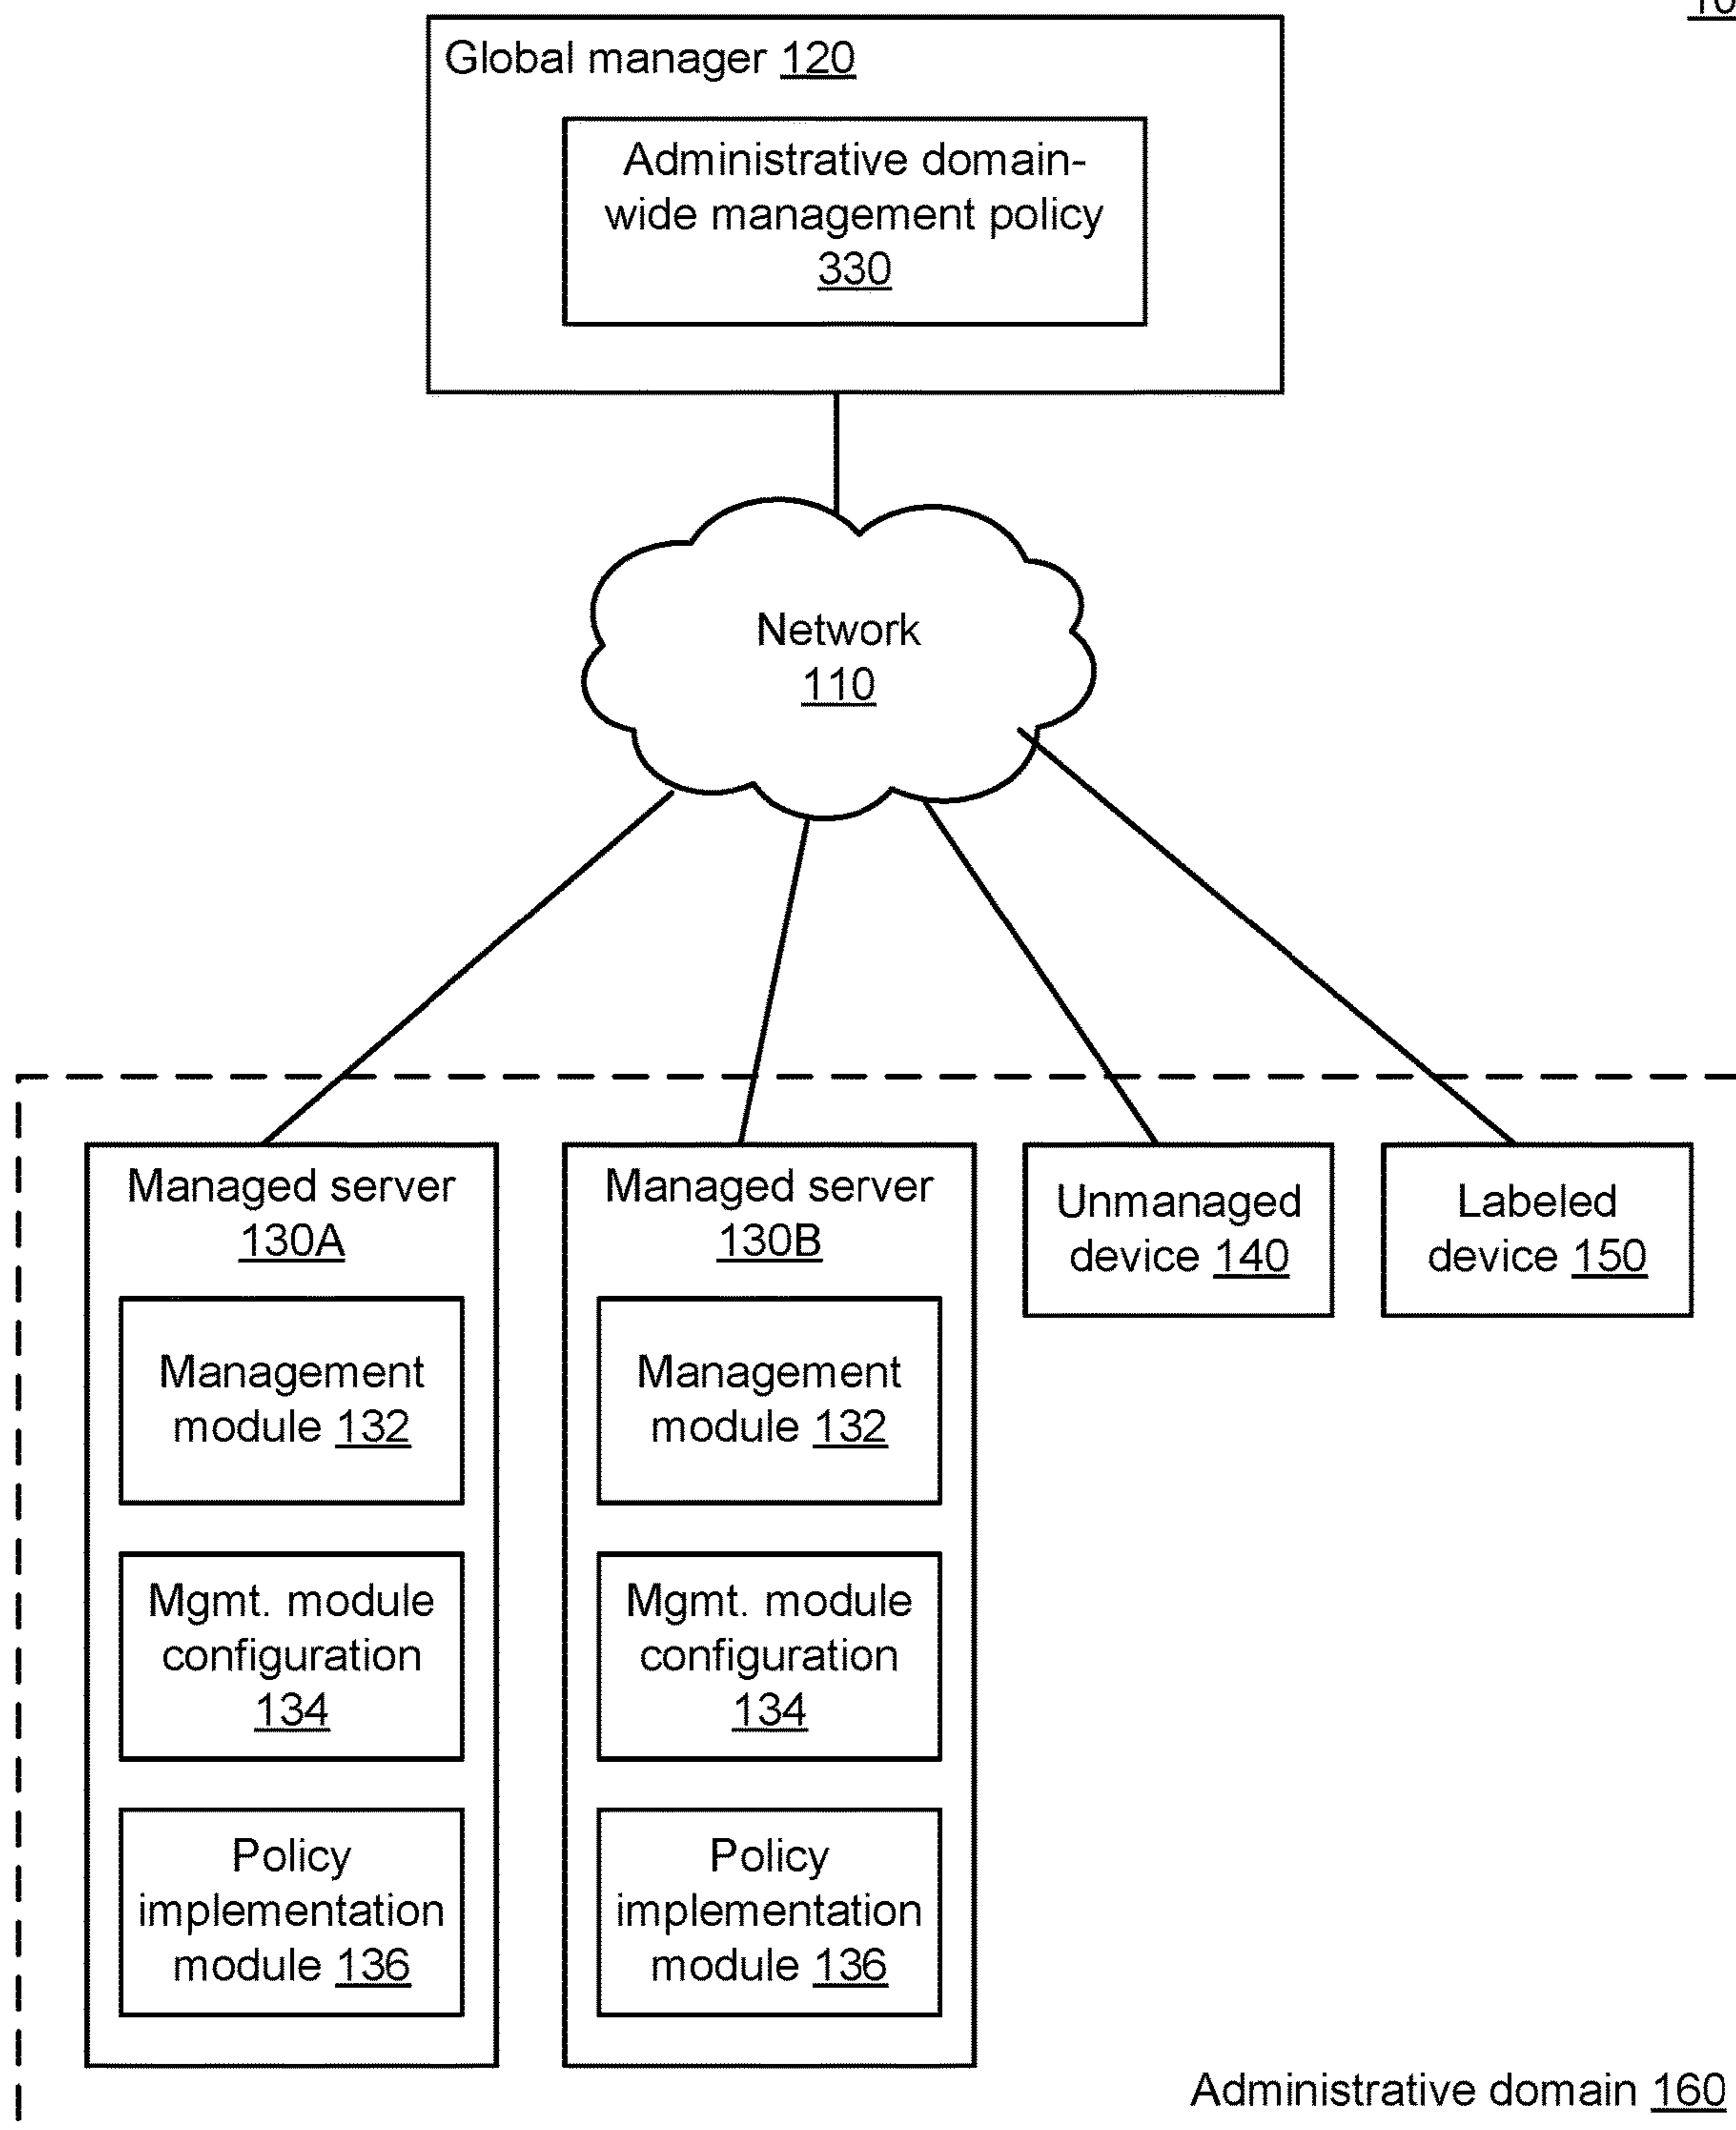 Global manager 120
Administrative domain-
wide management policy
330
Network
110
Managed server
130A
Management
module 132
Mgmt. module
configuration
134
Policy
implementation
module 136
Managed server
130B
Management
module 132
Mgmt. module
configuration
134
Policy
implementation
module 136
Unmanaged
device 140
Labeled
device 150
Administrative domain 160